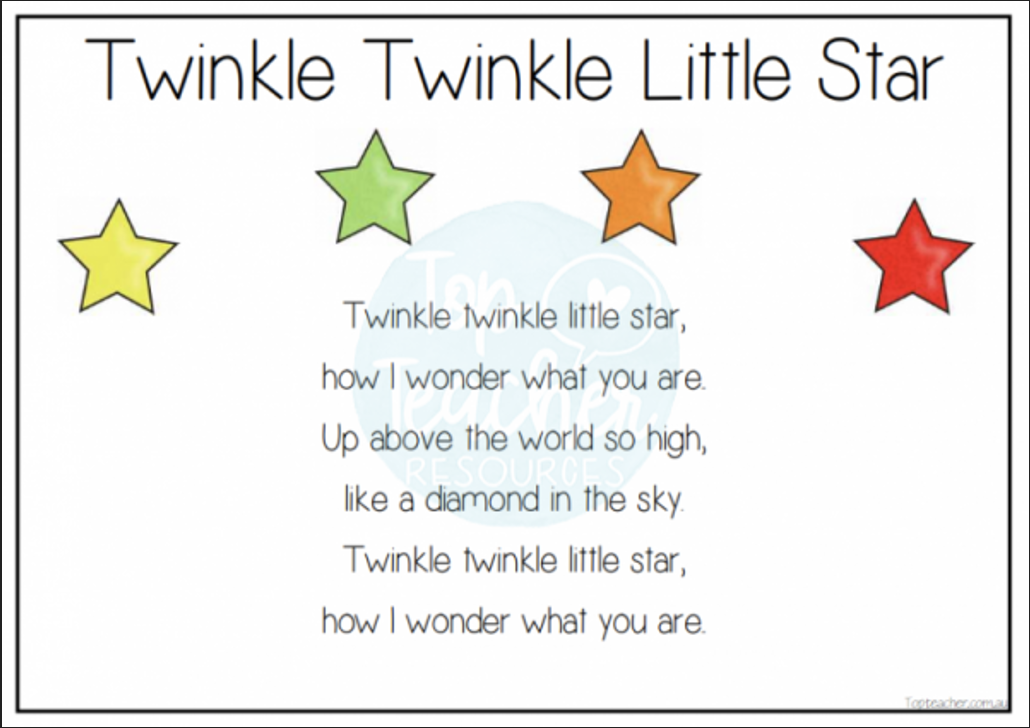 Twinkle Twinkle Little Star
Top
Teacher
RESOURCES
Twinkle twinkle little star,
how I wonder what you are.
Up above the world so high,
like a diamond in the sky.
Twinkle twinkle little star,
how I wonder what you are.
Topteacher.com.au